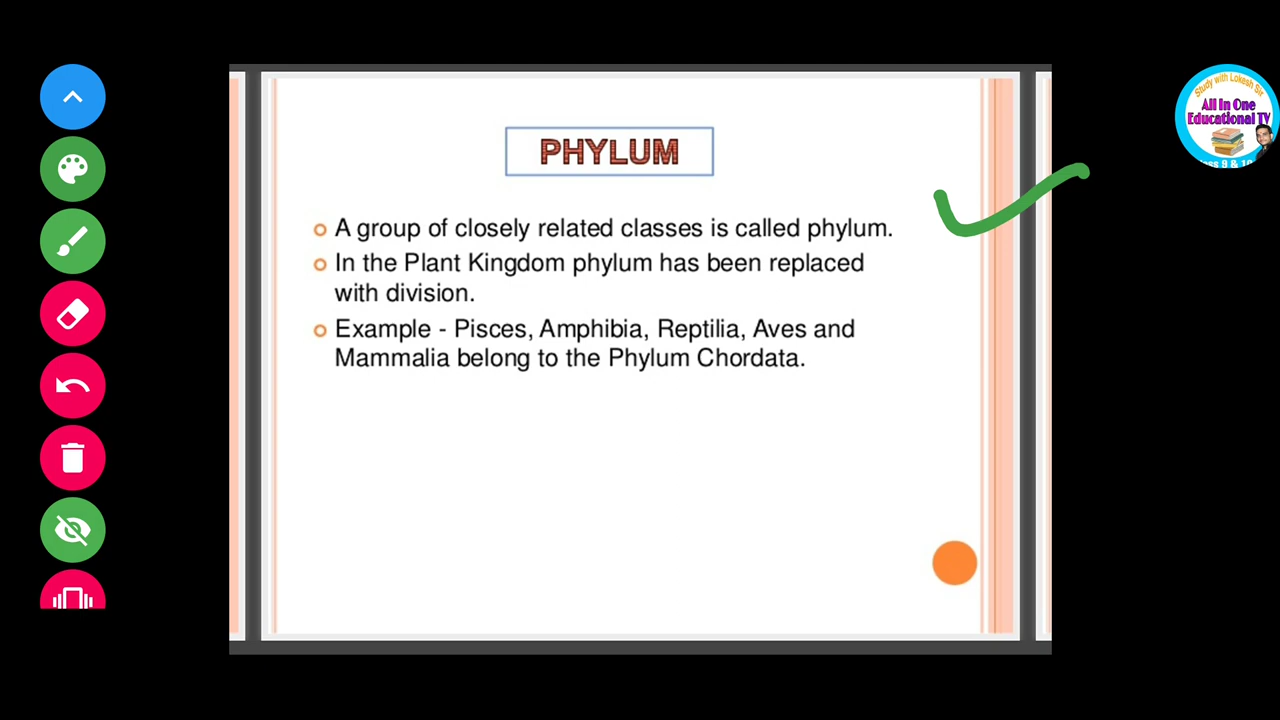 PHYLUM
A group of closely related classes is called phylum.
In the Plant Kingdom phylum has been replaced
with division.
Example - Pisces, Amphibia, Reptilia, Aves and
Mammalia belong to the Phylum Chordata.
Study with Lokesh Sir
All In One
Educational TV
9 & 10